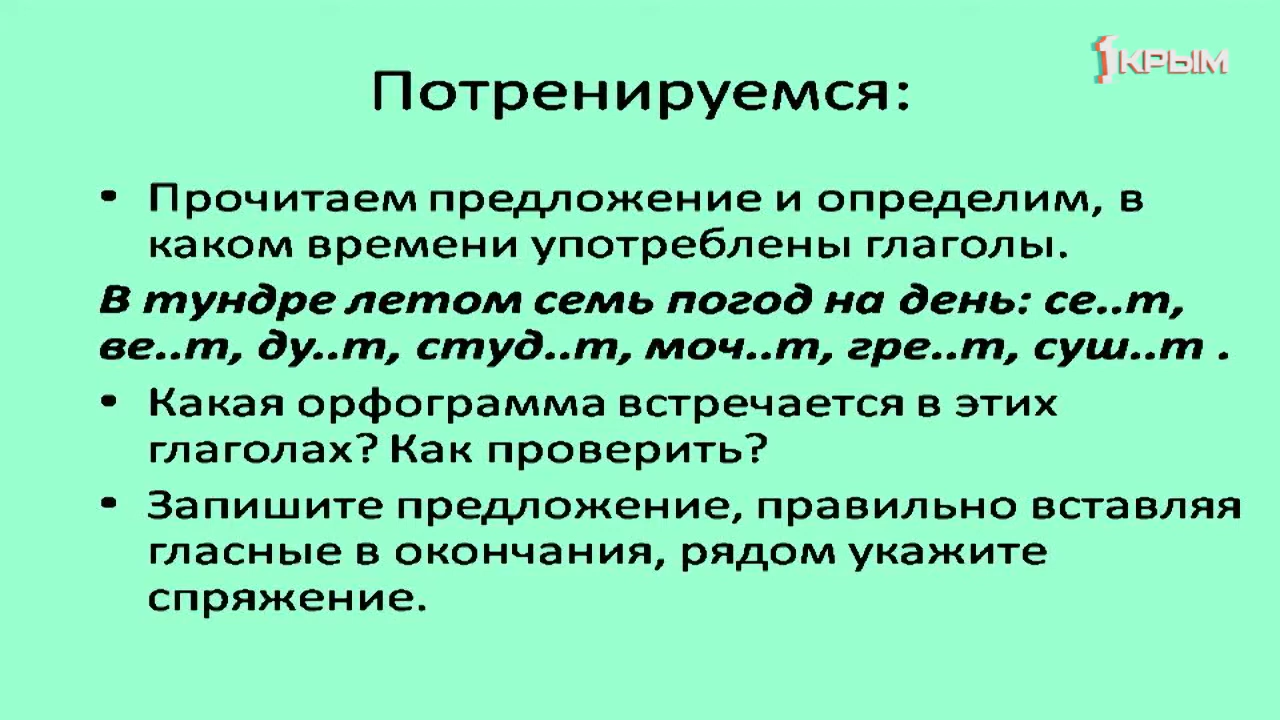 1КРЫМ
Потренируемся:
• Прочитаем предложение и определим, в
каком времени употреблены глаголы.
В тундре летом семь погод на день: се..т,
ве..т, ду..т, студ..т, моч..т, гре..т, суш..т .
• Какая орфограмма встречается в этих
глаголах? Как проверить?
• Запишите предложение, правильно вставляя
гласные в окончания, рядом укажите
спряжение.